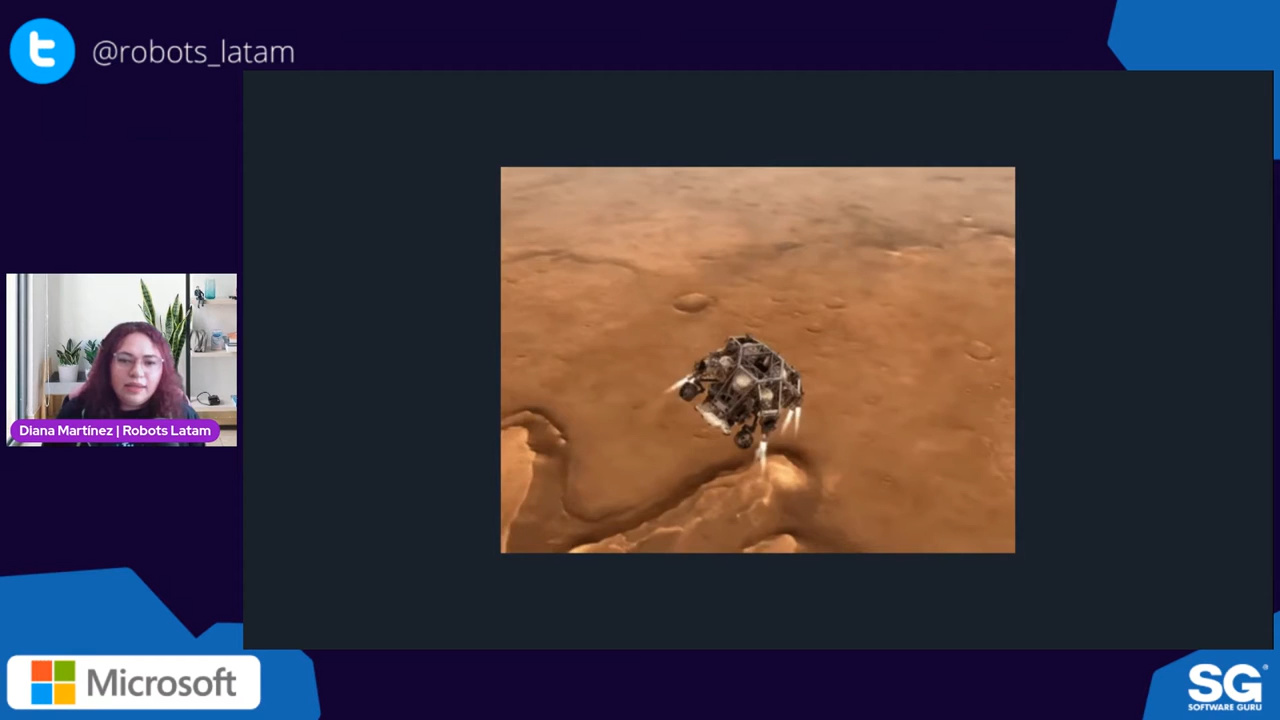 @robots_latam
Diana Martínez | Robots Latam
Microsoft
SG
SOFTWARE GURU